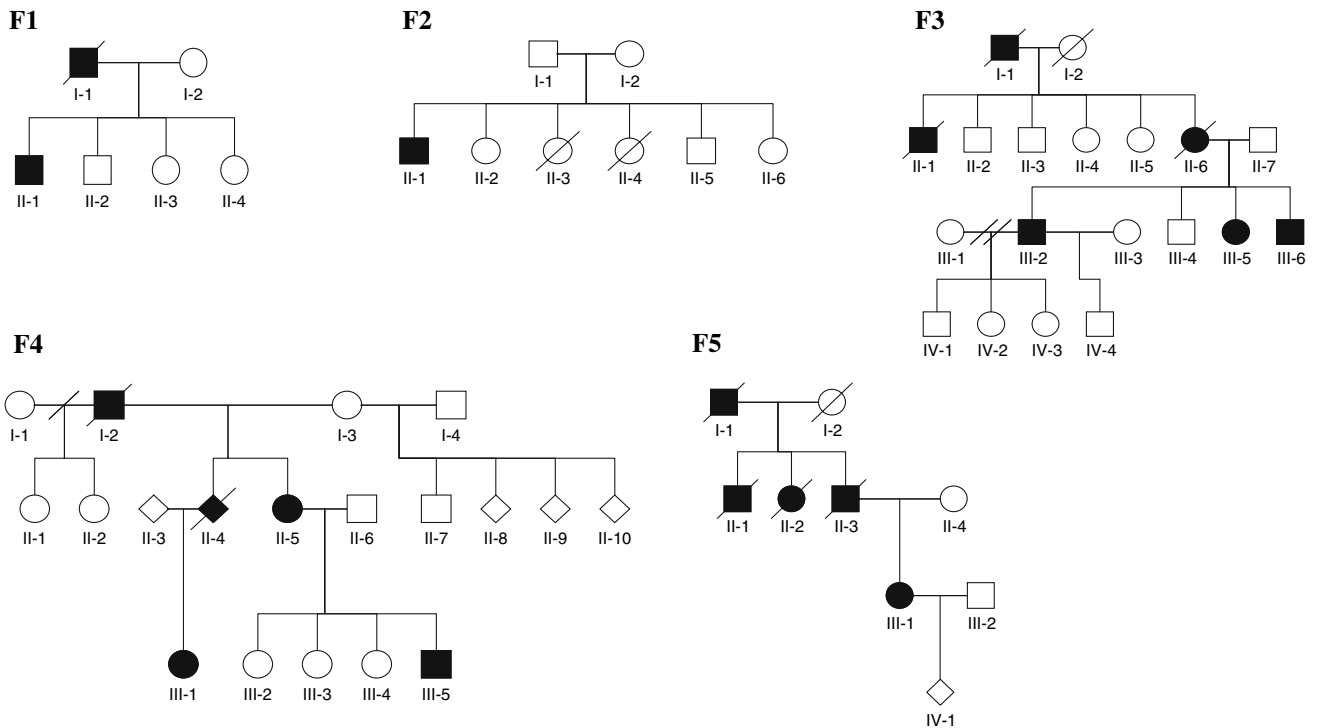 F1
I-1 I-2
II-1 II-2 II-3 II-4
F2
I-1 I-2
II-1 II-2 II-3 II-4 II-5 II-6
F3
I-1 I-2
II-1 II-2 II-3 II-4 II-5 II-6 II-7
III-1 III-2 III-3 III-4 III-5 III-6
IV-1 IV-2 IV-3 IV-4
F4
I-1 I-2 I-3 I-4
II-1 II-2 II-3 II-4 II-5 II-6 II-7 II-8 II-9 II-10
III-1 III-2 III-3 III-4 III-5
F5
I-1 I-2
II-1 II-2 II-3 II-4
III-1 III-2
IV-1